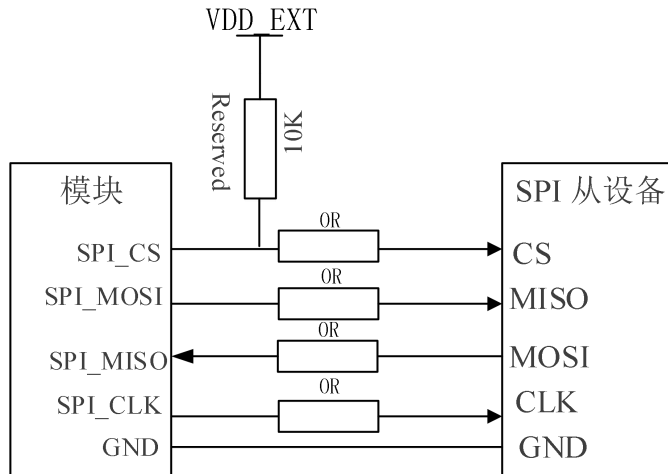 VDD_EXT
Reserved
10K
模块
SPI 从设备
0R
SPI_CS
CS
0R
SPI_MOSI
MISO
0R
SPI_MISO
MOSI
0R
SPI_CLK
CLK
GND
GND